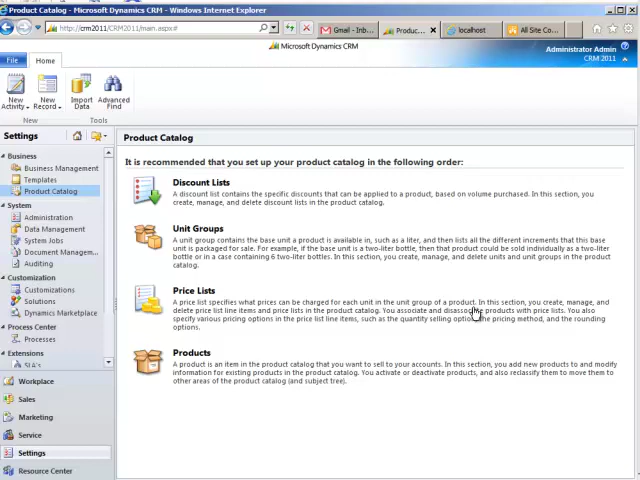 Product Catalog - Microsoft Dynamics CRM - Windows Internet Explorer
http://crm2011/CRM2011/main.aspx#
Gmail - Inb...
Produc...
localhost
All Site Co...
Microsoft Dynamics CRM
File
Home
Administrator Admin
CRM 2011
New Activity
New Record
Import Data
Advanced Find
New
Tools
Settings
Product Catalog
Business
Business Management
Templates
Product Catalog
System
Administration
Data Management
System Jobs
Document Managem...
Auditing
Customization
Customizations
Solutions
Dynamics Marketplace
Process Center
Processes
Extensions
SLA's
Workplace
Sales
Marketing
Service
Settings
Resource Center
It is recommended that you set up your product catalog in the following order:
Discount Lists
A discount list contains the specific discounts that can be applied to a product, based on volume purchased. In this section, you
create, manage, and delete discount lists in the product catalog.
Unit Groups
A unit group contains the base unit a product is available in, such as a liter, and then lists all the different increments that this base
unit is packaged for sale. For example, if the base unit is a two-liter bottle, then that product could be sold individually as a two-liter
bottle or in a case containing 6 two-liter bottles. In this section, you create, manage, and delete units and unit groups in the product
catalog.
Price Lists
A price list specifies what prices can be charged for each unit in the unit group of a product. In this section, you create, manage, and
delete price list line items and price lists in the product catalog. You associate and disassociate products with price lists. You also
specify various pricing options in the price list line items, such as the quantity selling option, the pricing method, and the rounding
options.
Products
A product is an item in the product catalog that you want to sell to your accounts. In this section, you add new products to and modify
information for existing products in the product catalog. You activate or deactivate products, and also reclassify them to move them to
other areas of the product catalog (and subject tree).